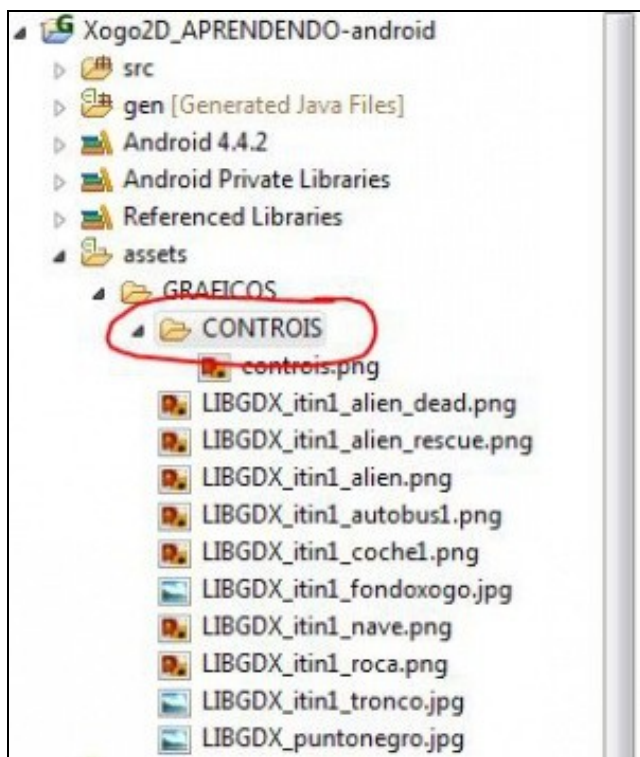 Xogo2D_APRENDENDO-android
src
gen [Generated Java Files]
Android 4.4.2
Android Private Libraries
Referenced Libraries
assets
GRAFICOS
CONTROIS
controis.png
LIBGDX_itin1_alien_dead.png
LIBGDX_itin1_alien_rescue.png
LIBGDX_itin1_alien.png
LIBGDX_itin1_autobus1.png
LIBGDX_itin1_coche1.png
LIBGDX_itin1_fondoxogo.jpg
LIBGDX_itin1_nave.png
LIBGDX_itin1_roca.png
LIBGDX_itin1_tronco.jpg
LIBGDX_puntonegro.jpg